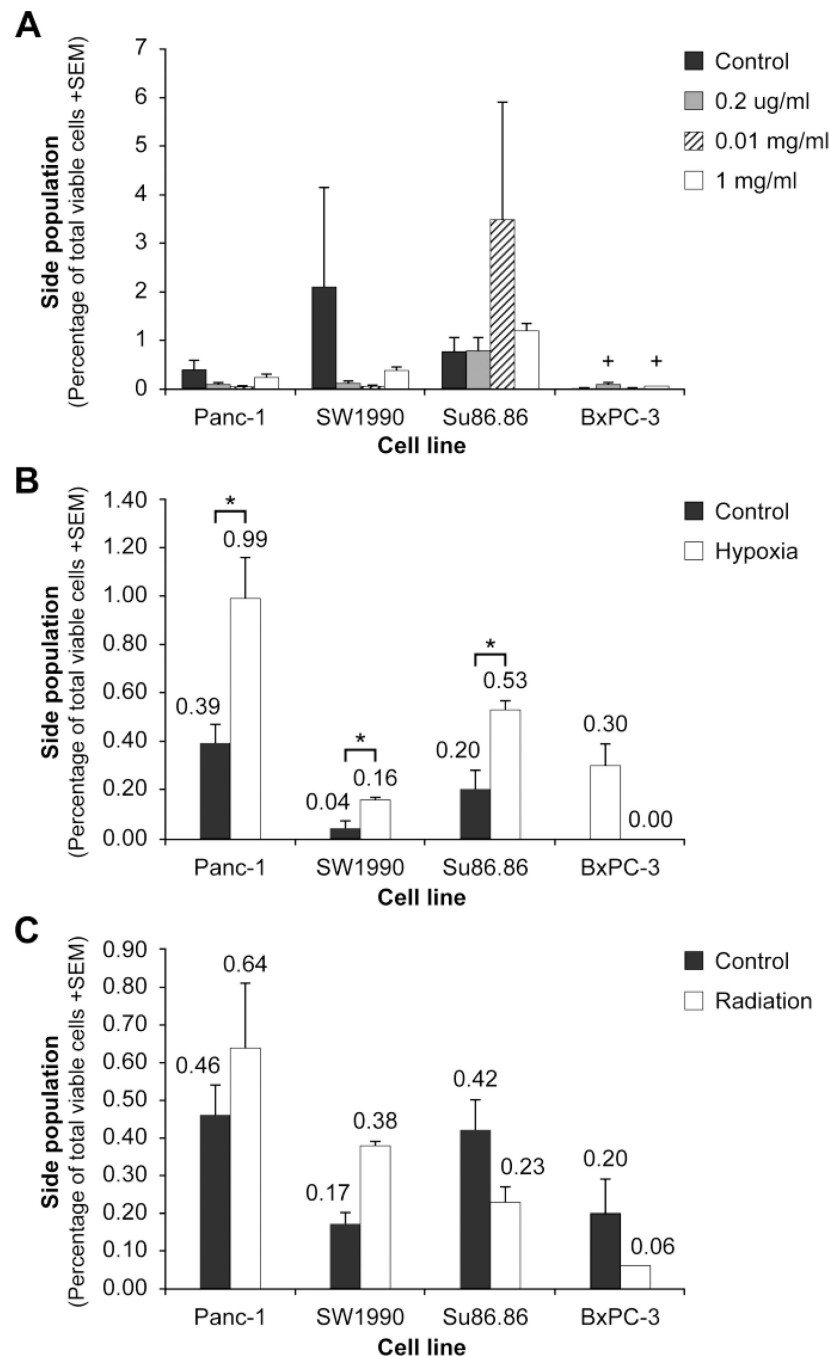 A
Side population
(Percentage of total viable cells +SEM)
7
6
5
4
3
2
1
0
+ +
Panc-1 SW1990 Su86.86 BxPC-3
Cell line
Control
0.2 ug/ml
0.01 mg/ml
1 mg/ml
B
Side population
(Percentage of total viable cells +SEM)
1.40
1.20
1.00
0.80
0.60
0.40
0.20
0.00
*
0.39 0.99
*
0.04 0.16
*
0.20 0.53
0.30 0.00
Panc-1 SW1990 Su86.86 BxPC-3
Cell line
Control
Hypoxia
C
Side population
(Percentage of total viable cells +SEM)
0.90
0.80
0.70
0.60
0.50
0.40
0.30
0.20
0.10
0.00
0.46 0.64
0.17 0.38
0.42 0.23
0.20 0.06
Panc-1 SW1990 Su86.86 BxPC-3
Cell line
Control
Radiation